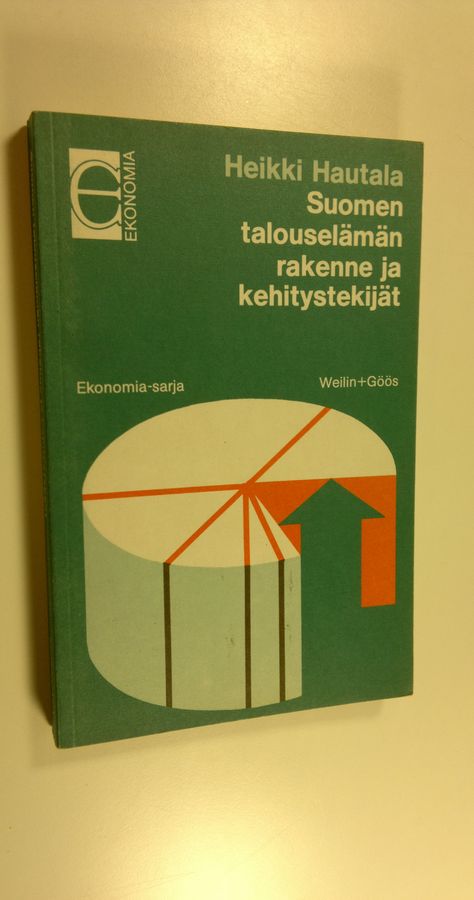 EKONOMIA
Heikki Hautala
Suomen
talouselämän
rakenne ja
kehitystekijät
Ekonomia-sarja
Weilin+Göös